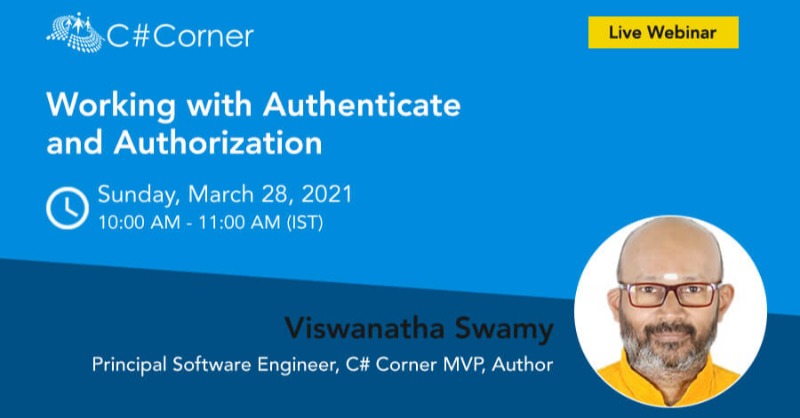 C#Corner
Live Webinar
Working with Authenticate
and Authorization
Sunday, March 28, 2021
10:00 AM - 11:00 AM (IST)
Viswanatha Swamy
Principal Software Engineer, C# Corner MVP, Author